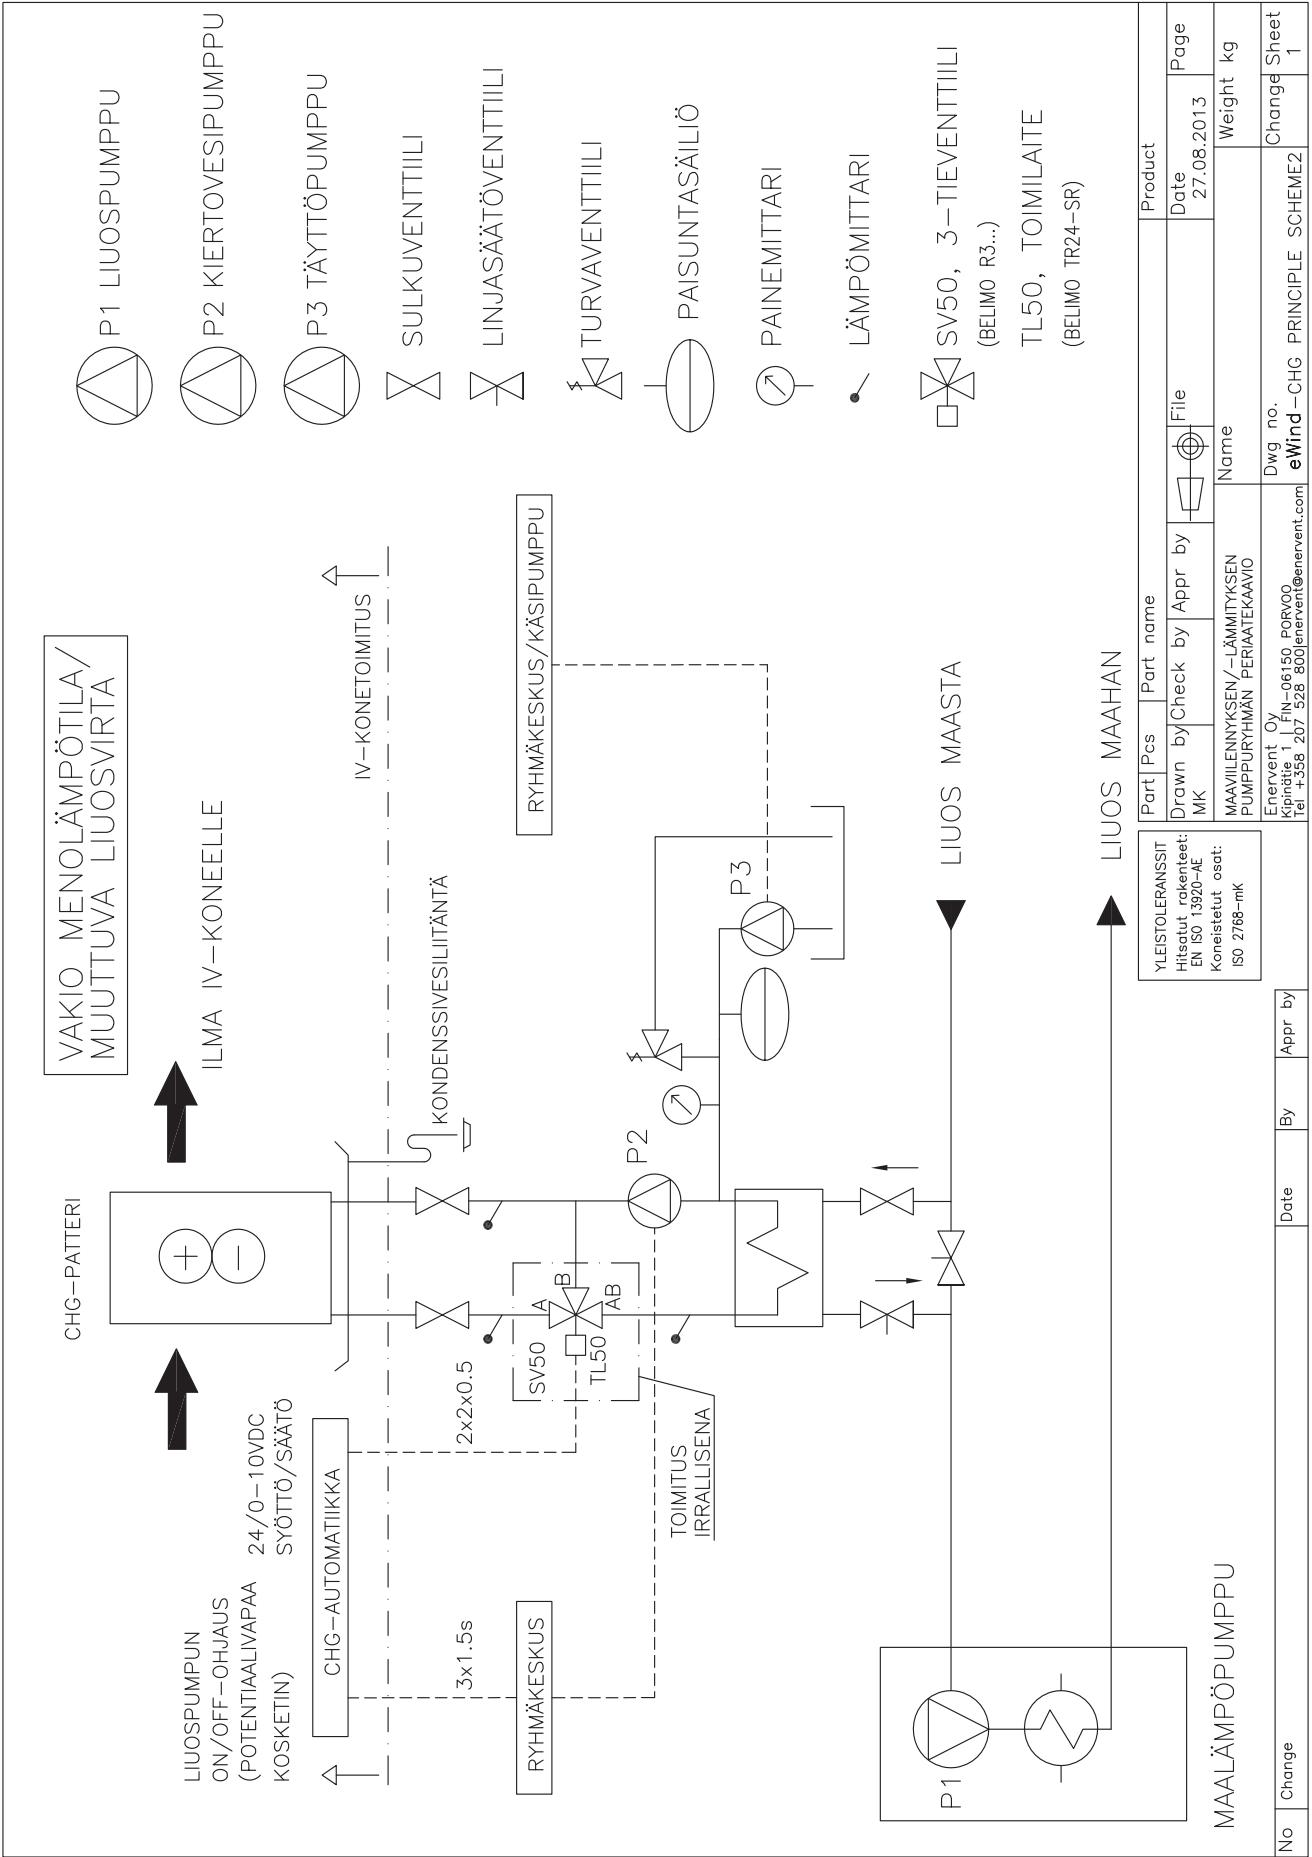 VAKIO MENOLÄMPÖTILA/
MUUTTUVA LIUOSVIRTA
P1 LIUOSPUMPPU
P2 KIERTOVESIPUMPPU
P3 TÄYTTÖPUMPPU
SULKUVENTTIILI
LINJASÄÄTÖVENTTIILI
TURVAVENTTIILI
PAISUNTASÄILIÖ
PAINEMITTARI
LÄMPÖMITTARI
SV50, 3-TIEVENTTIILI
(BELIMO R3...)
TL50, TOIMILAITE
(BELIMO TR24-SR)
CHG-PATTERI
ILMA IV-KONEELLE
LIUOSPUMPUN
ON/OFF-OHJAUS
(POTENTIAALIVAPAA
KOSKETIN)
24/0-10VDC
SYÖTTÖ/SÄÄTÖ
CHG-AUTOMATIIKKA
IV-KONETOIMITUS
KONDENSSIVESILIITÄNTÄ
3x1.5s
2x2x0.5
RYHMÄKESKUS
RYHMÄKESKUS/KÄSIPUMPPU
SV50
A
B
AB
TL50
P2
P3
TOIMITUS
IRRALLISENA
LIUOS MAASTA
LIUOS MAAHAN
P1
MAALÄMPÖPUMPPU
YLEISTOLERANSSIT
Hitsatut rakenteet:
EN ISO 13920-AE
Koneistetut osat:
ISO 2768-mK
Part
Pcs
Part name
Product
Drawn by
MK
Check by
Appr by
File
Date
27.08.2013
Page
MAAVIILENNYKSEN/-LÄMMITYKSEN
PUMPPURYHMÄN PERIAATEKAAVIO
Name
Weight kg
Enervent Oy
Kipinätie 1 | FIN-06150 PORVOO
Tel +358 207 528 800|enervent@enervent.com
Dwg no.
eWind-CHG PRINCIPLE SCHEME2
Change
Sheet
1
No
Change
Date
By
Appr by